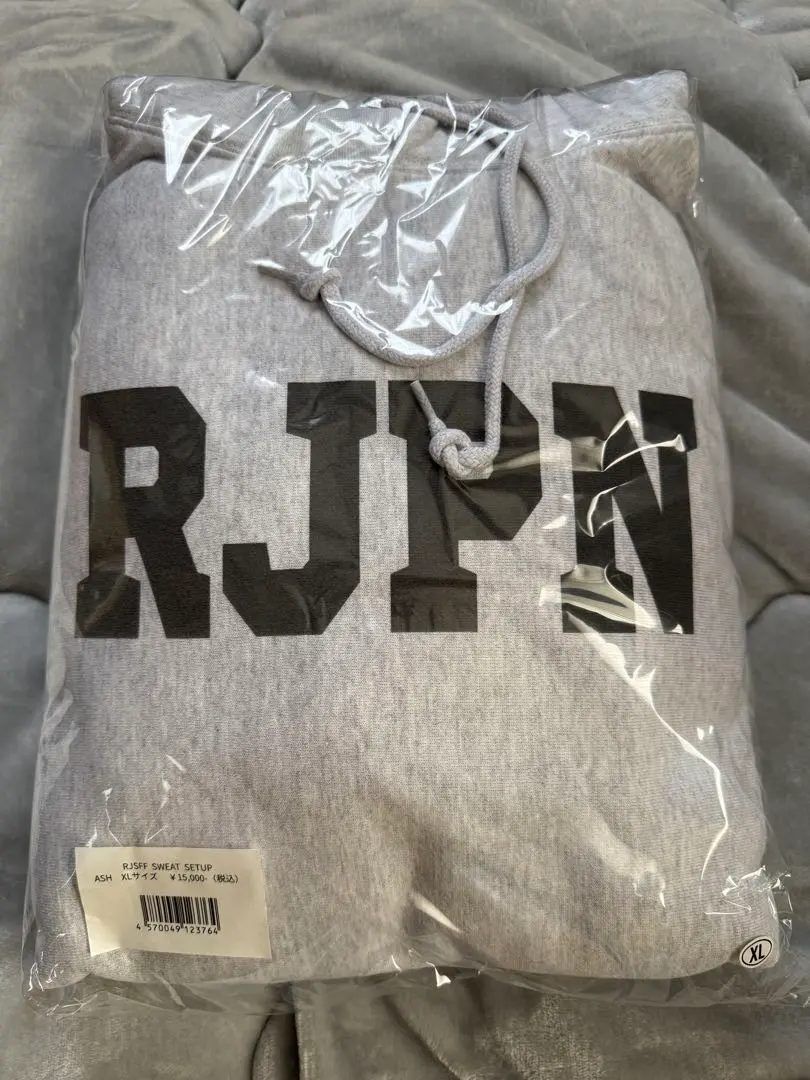 RJPN
RJSFF SWEAT SETUP
ASH XLサイズ ￥15,000-（税込）
4 570049 123764
XL